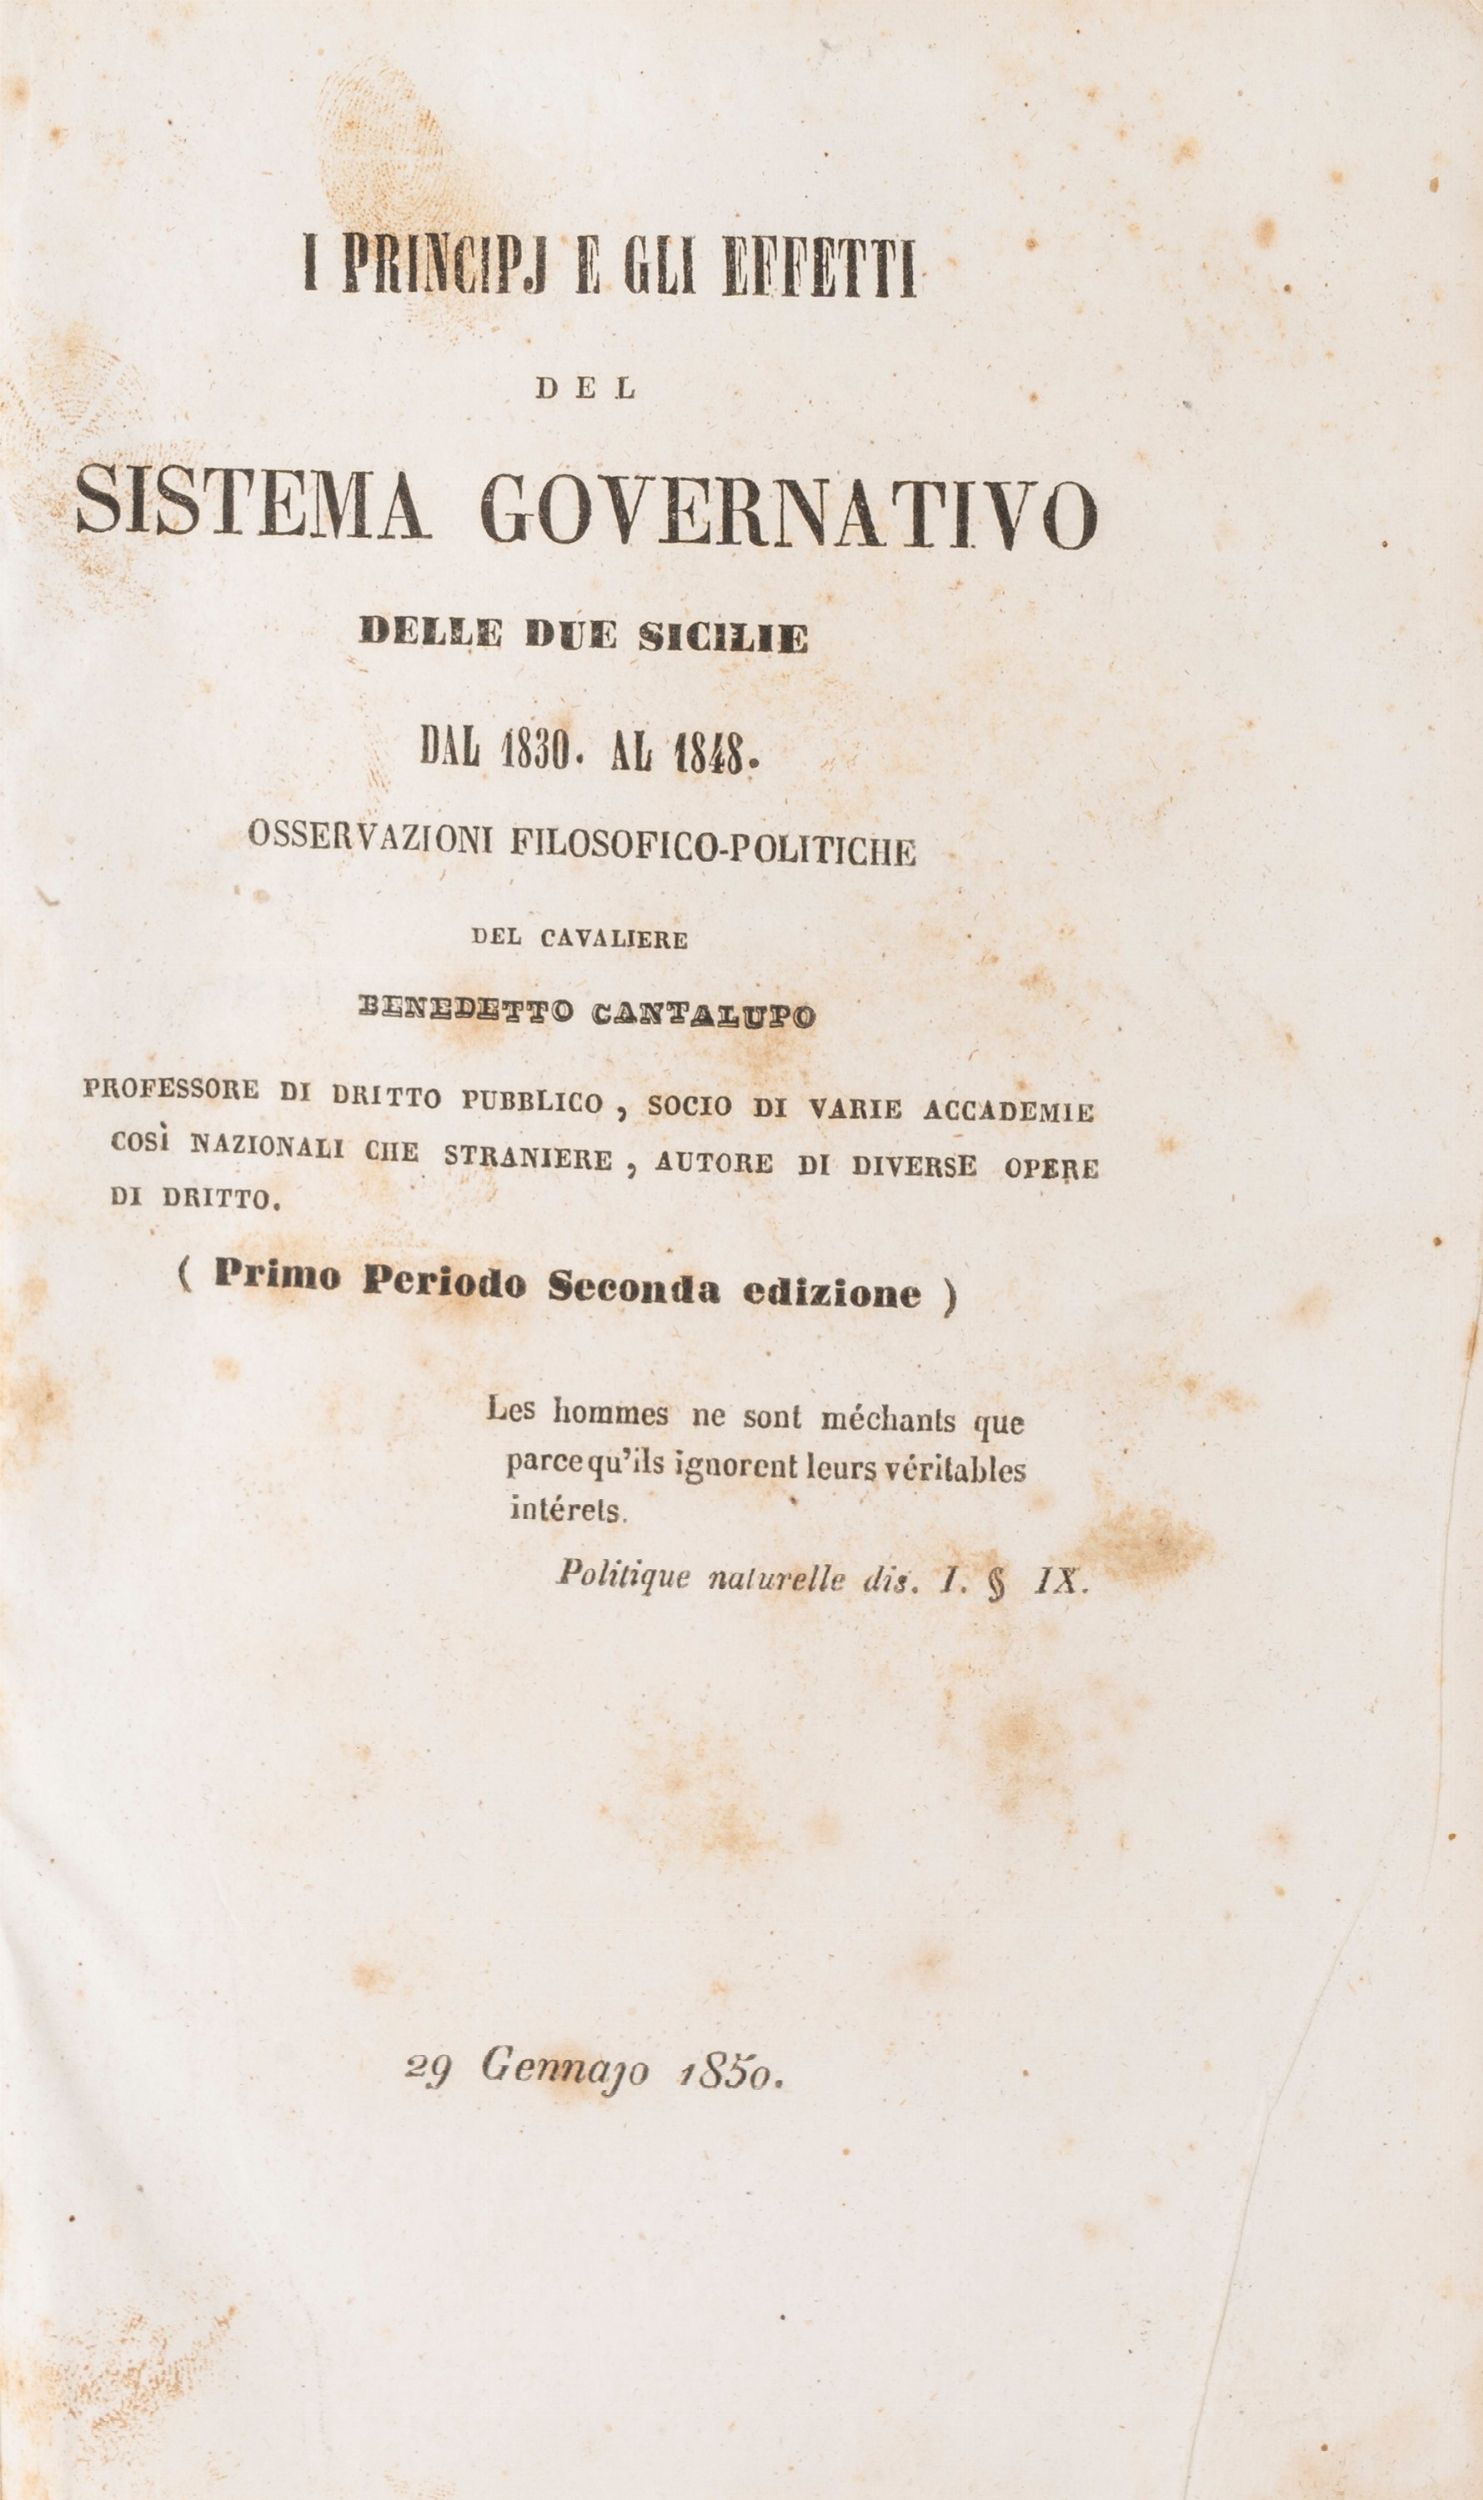 I PRINCIPJ E GLI EFFETTI
DEL
SISTEMA GOVERNATIVO
DELLE DUE SICILIE
DAL 1830. AL 1848.
OSSERVAZIONI FILOSOFICO-POLITICHE
DEL CAVALIERE
BENEDETTO CANTALUPO
PROFESSORE DI DRITTO PUBBLICO , SOCIO DI VARIE ACCADEMIE
COSÌ NAZIONALI CHE STRANIERE , AUTORE DI DIVERSE OPERE
DI DRITTO.
( Primo Periodo Seconda edizione )
Les hommes ne sont méchants que
parcequ'ils ignorent leurs véritables
intérets.
Politique naturelle dis. I. § IX.
29 Gennajo 1850.